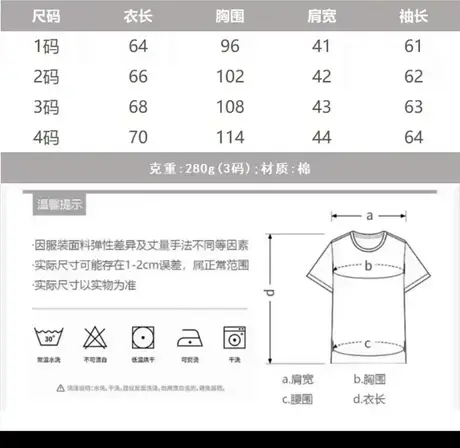 尺码 衣长 胸围 肩宽 袖长
1码 64 96 41 61
2码 66 102 42 62
3码 68 108 43 63
4码 70 114 44 64
克重:280g(3码);材质:棉
温馨提示
·因服装面料弹性差异及丈量手法不同等因素
·实际尺寸可能存在1-2cm误差，属正常范围
·实际尺寸以实物为准
30°
常温水洗 不可漂白 低温烘干 可熨烫 干洗
a
b
c
d
a.肩宽 b.胸围
c.腰围 d.衣长